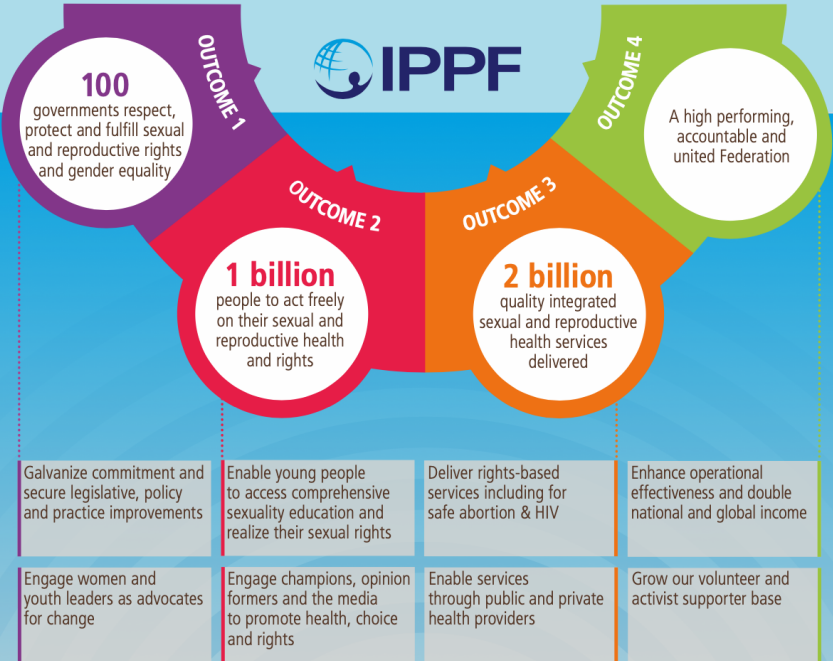 IPPF
OUTCOME 1
100
governments respect,
protect and fulfill sexual
and reproductive rights
and gender equality
OUTCOME 2
1 billion
people to act freely
on their sexual and
reproductive health
and rights
OUTCOME 3
2 billion
quality integrated
sexual and reproductive
health services
delivered
OUTCOME 4
A high performing,
accountable and
united Federation
Galvanize commitment and
secure legislative, policy
and practice improvements
Enable young people
to access comprehensive
sexuality education and
realize their sexual rights
Deliver rights-based
services including for
safe abortion & HIV
Enhance operational
effectiveness and double
national and global income
Engage women and
youth leaders as advocates
for change
Engage champions, opinion
formers and the media
to promote health, choice
and rights
Enable services
through public and private
health providers
Grow our volunteer and
activist supporter base